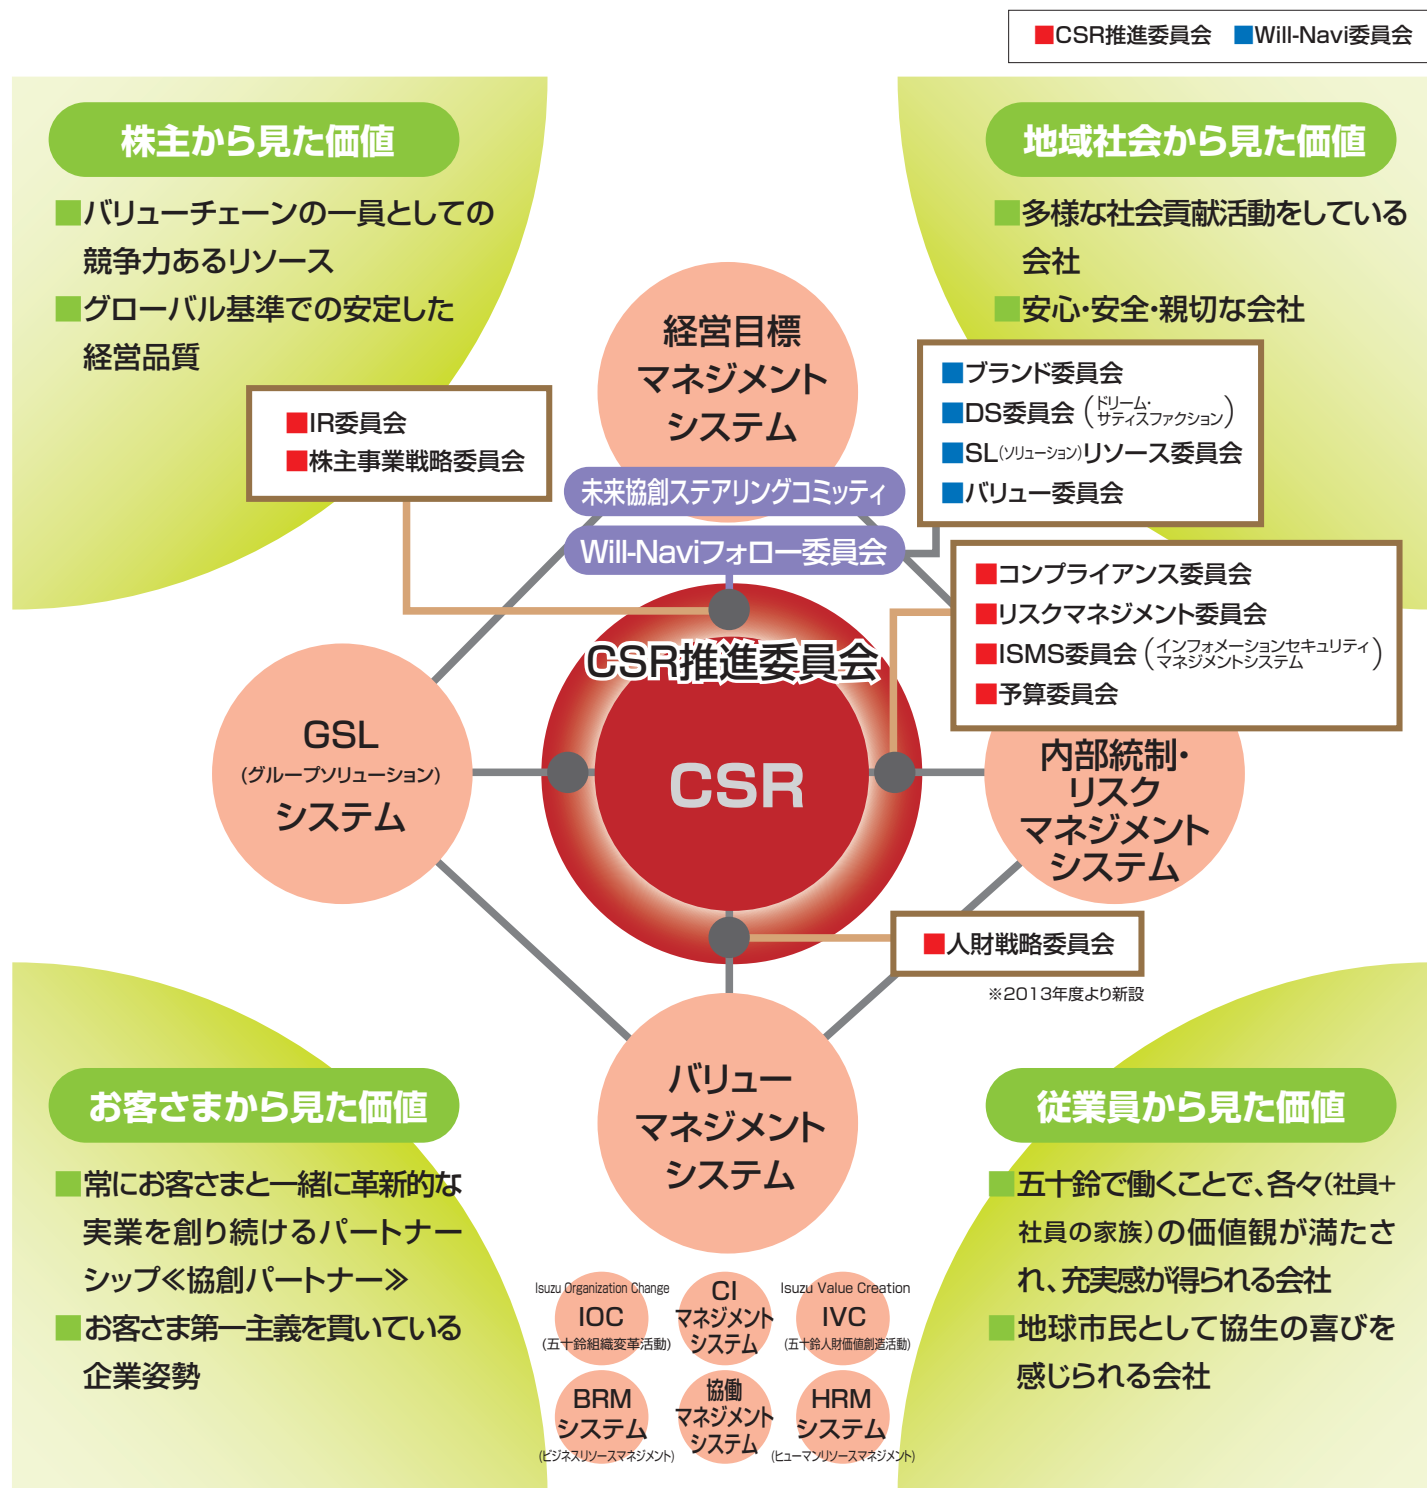 ■CSR推進委員会 ■Will-Navi委員会
株主から見た価値
■バリューチェーンの一員としての
競争力あるリソース
■グローバル基準での安定した
経営品質
地域社会から見た価値
■多様な社会貢献活動をしている
会社
■安心・安全・親切な会社
経営目標
マネジメント
システム
■IR委員会
■株主事業戦略委員会
■ブランド委員会
■DS委員会(ドリーム・
サティスファクション)
■SL(ソリューション)リソース委員会
■バリュー委員会
未来協創ステアリングコミッティ
Will-Naviフォロー委員会
■コンプライアンス委員会
■リスクマネジメント委員会
■ISMS委員会(インフォメーションセキュリティ
マネジメントシステム)
■予算委員会
CSR推進委員会
CSR
GSL
(グループソリューション)
システム
内部統制・
リスク
マネジメント
システム
■人財戦略委員会
※2013年度より新設
バリュー
マネジメント
システム
お客さまから見た価値
■常にお客さまと一緒に革新的な
実業を創り続けるパートナー
シップ≪協創パートナー≫
■お客さま第一主義を貫いている
企業姿勢
従業員から見た価値
■五十鈴で働くことで、各々(社員+
社員の家族)の価値観が満たさ
れ、充実感が得られる会社
■地球市民として協生の喜びを
感じられる会社
Isuzu Organization Change
IOC
(五十鈴組織変革活動)
CI
マネジメント
システム
Isuzu Value Creation
IVC
(五十鈴人財価値創造活動)
BRM
システム
(ビジネスリソースマネジメント)
協働
マネジメント
システム
HRM
システム
(ヒューマンリソースマネジメント)